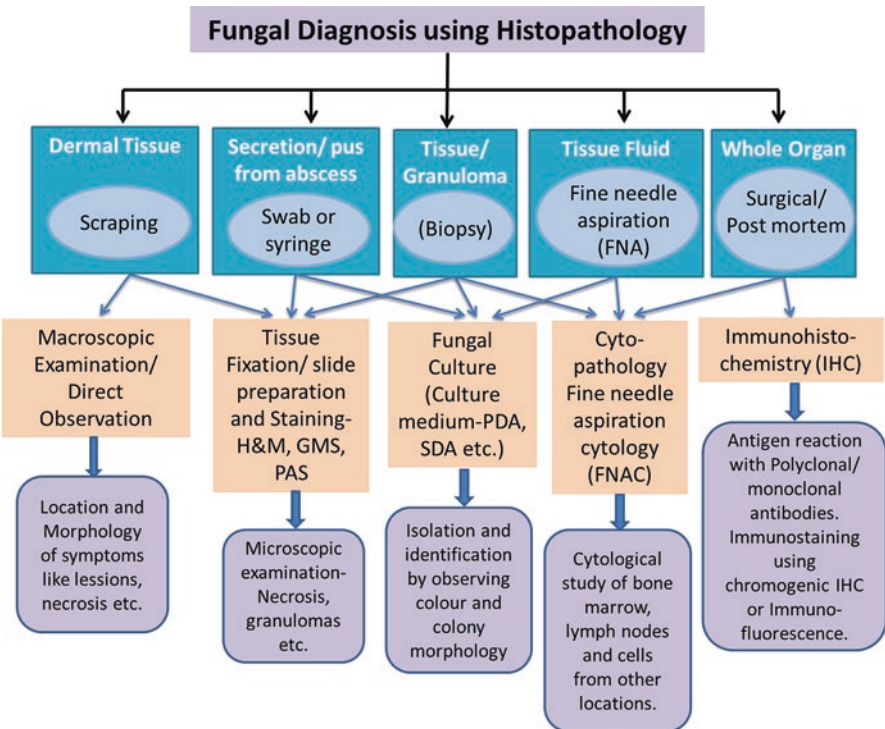 Fungal Diagnosis using Histopathology
Dermal Tissue
Scraping
Secretion/ pus
from abscess
Swab or
syringe
Tissue/
Granuloma
(Biopsy)
Tissue Fluid
Fine needle
aspiration
(FNA)
Whole Organ
Surgical/
Post mortem
Macroscopic
Examination/
Direct
Observation
Tissue
Fixation/ slide
preparation
and Staining-
H&M, GMS,
PAS
Fungal
Culture
(Culture
medium-PDA,
SDA etc.)
Cyto-
pathology
Fine needle
aspiration
cytology
(FNAC)
Immunohisto-
chemistry (IHC)
Location and
Morphology
of symptoms
like lessions,
necrosis etc.
Microscopic
examination-
Necrosis,
granulomas
etc.
Isolation and
identification
by observing
colour and
colony
morphology
Cytological
study of bone
marrow,
lymph nodes
and cells
from other
locations.
Antigen reaction
with Polyclonal/
monoclonal
antibodies.
Immunostaining
using
chromogenic IHC
or Immuno-
fluorescence.